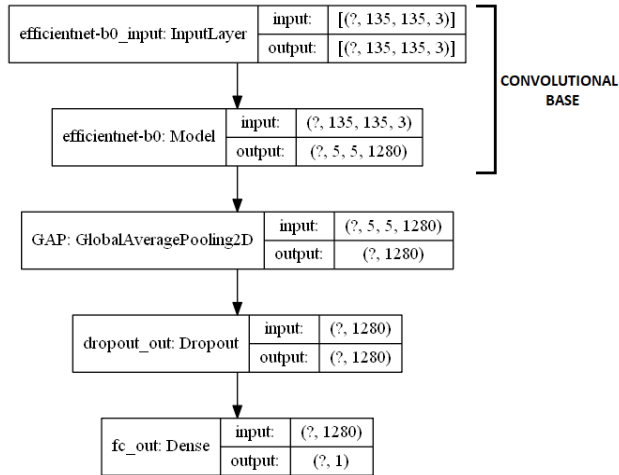 efficientnet-b0_input: InputLayer
input: [(?, 135, 135, 3)]
output: [(?, 135, 135, 3)]
CONVOLUTIONAL
BASE
efficientnet-b0: Model
input: (?, 135, 135, 3)
output: (?, 5, 5, 1280)
GAP: GlobalAveragePooling2D
input: (?, 5, 5, 1280)
output: (?, 1280)
dropout_out: Dropout
input: (?, 1280)
output: (?, 1280)
fc_out: Dense
input: (?, 1280)
output: (?, 1)